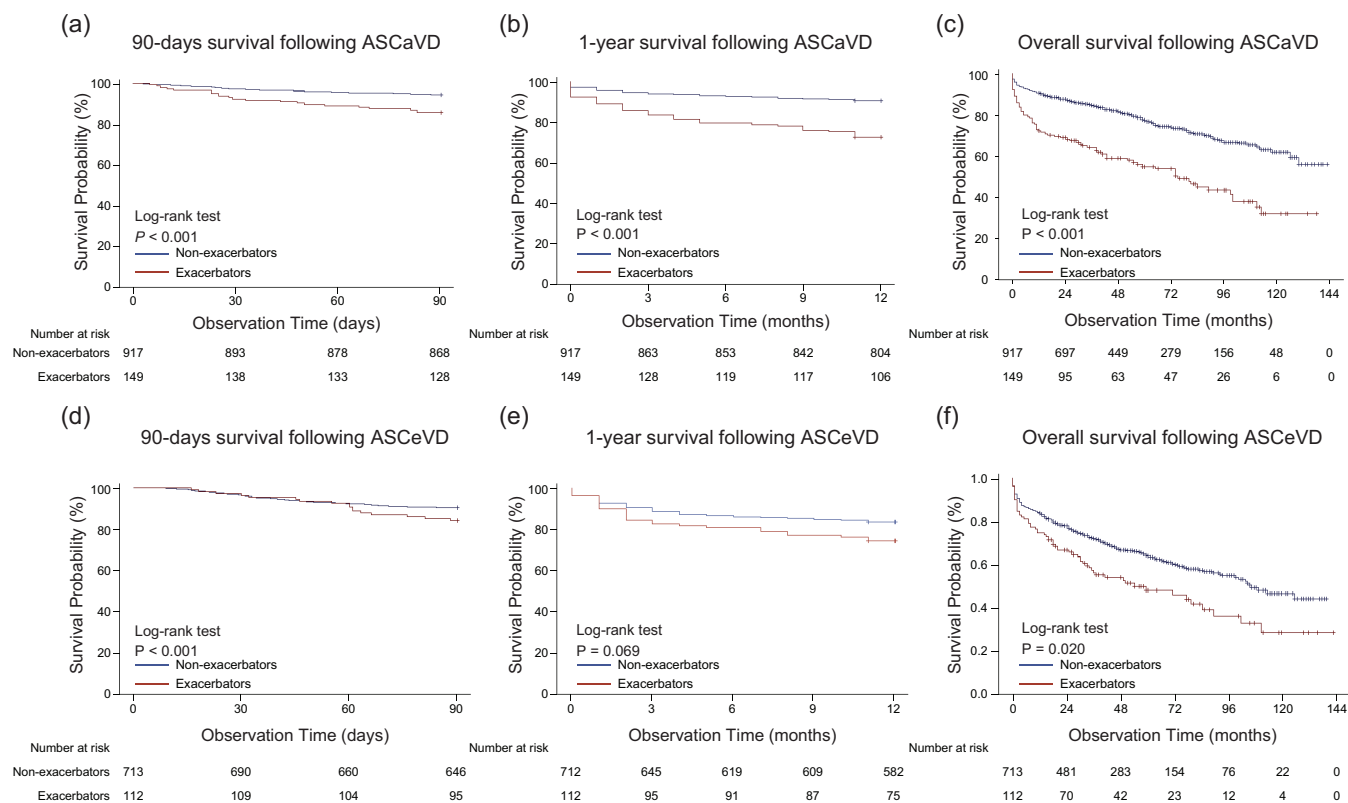 (a)
90-days survival following ASCaVD
Survival Probability (%)
100
80
60
40
20
0
Log-rank test
P < 0.001
Non-exacerbators
Exacerbators
0 30 60 90
Observation Time (days)
Number at risk
Non-exacerbators 917 893 878 868
Exacerbators 149 138 133 128
(b)
1-year survival following ASCaVD
Survival Probability (%)
100
80
60
40
20
0
Log-rank test
P < 0.001
Non-exacerbators
Exacerbators
0 3 6 9 12
Observation Time (months)
Number at risk
917 863 853 842 804
149 128 119 117 106
(c)
Overall survival following ASCaVD
Survival Probability (%)
100
80
60
40
20
0
Log-rank test
P < 0.001
Non-exacerbators
Exacerbators
0 24 48 72 96 120 144
Observation Time (months)
Number at risk
917 697 449 279 156 48 0
149 95 63 47 26 6 0
(d)
90-days survival following ASCeVD
Survival Probability (%)
100
80
60
40
20
0
Log-rank test
P < 0.001
Non-exacerbators
Exacerbators
0 30 60 90
Observation Time (days)
Number at risk
Non-exacerbators 713 690 660 646
Exacerbators 112 109 104 95
(e)
1-year survival following ASCeVD
Survival Probability (%)
100
80
60
40
20
0
Log-rank test
P = 0.069
Non-exacerbators
Exacerbators
0 3 6 9 12
Observation Time (months)
Number at risk
712 645 619 609 582
112 95 91 87 75
(f)
Overall survival following ASCeVD
Survival Probability (%)
1.0
0.8
0.6
0.4
0.2
0.0
Log-rank test
P = 0.020
Non-exacerbators
Exacerbators
0 24 48 72 96 120 144
Observation Time (months)
Number at risk
713 481 283 154 76 22 0
112 70 42 23 12 4 0